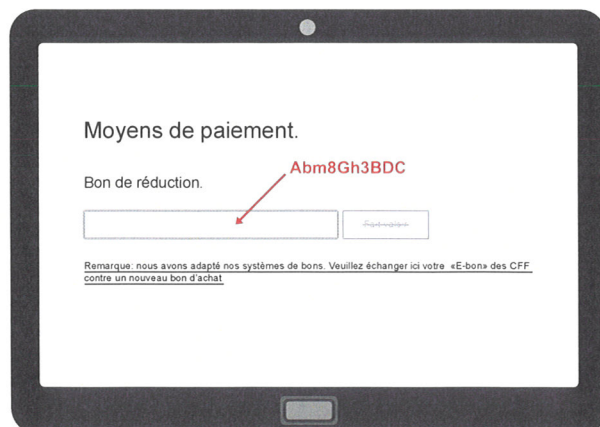 Moyens de paiement.
Abm8Gh3BDC
Bon de réduction.
Remarque: nous avons adapté nos systèmes de bons. Veuillez échanger ici votre «E-bon» des CFF
contre un nouveau bon d'achat